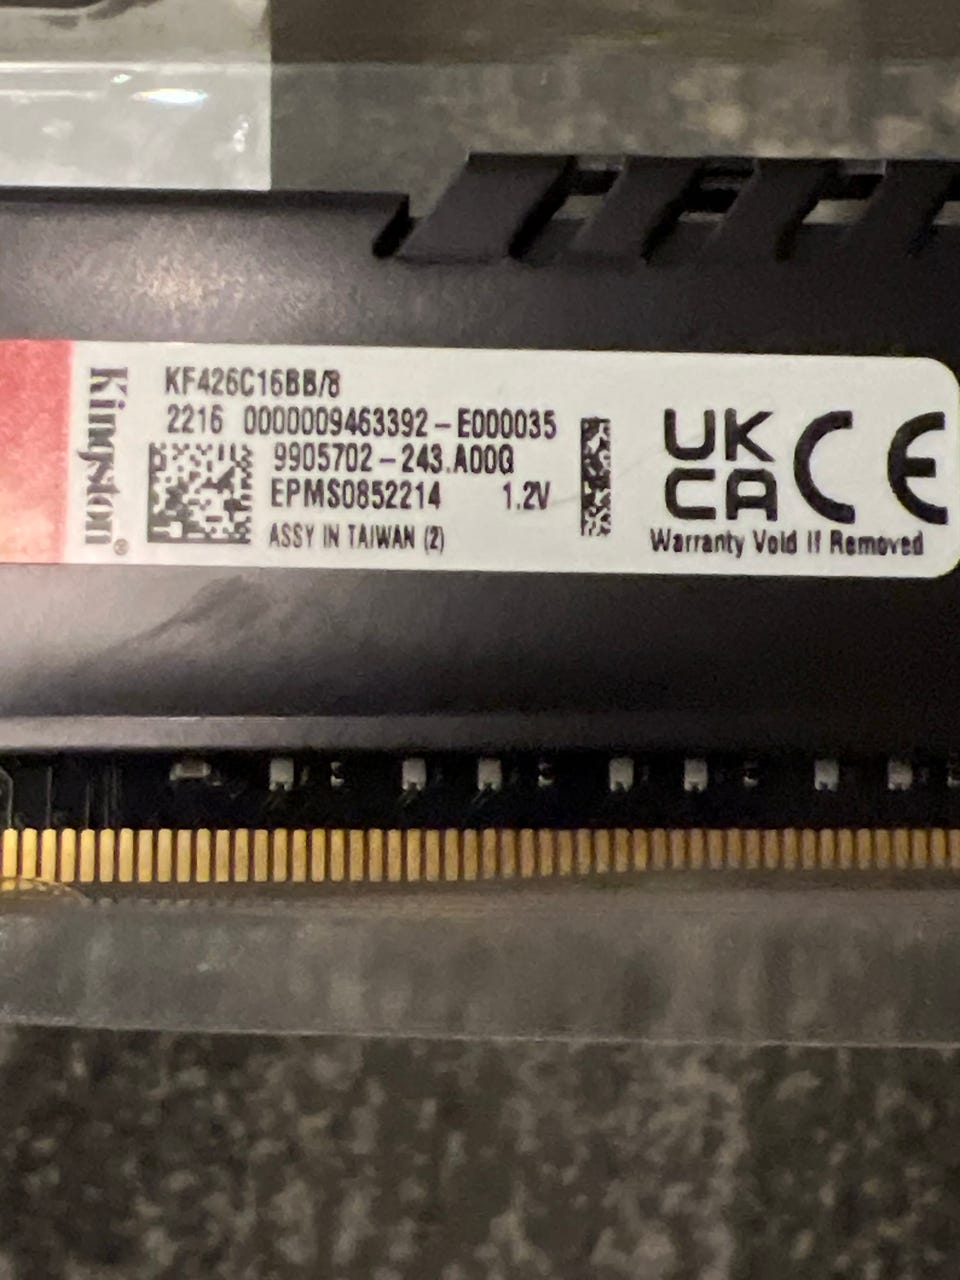 Kingston®
KF426C16BB/8
2216 0000009463392-E000035
9905702-243.A00G
EPMS0852214 1.2V
ASSY IN TAIWAN (2)
UK
CA
CE
Warranty Void If Removed